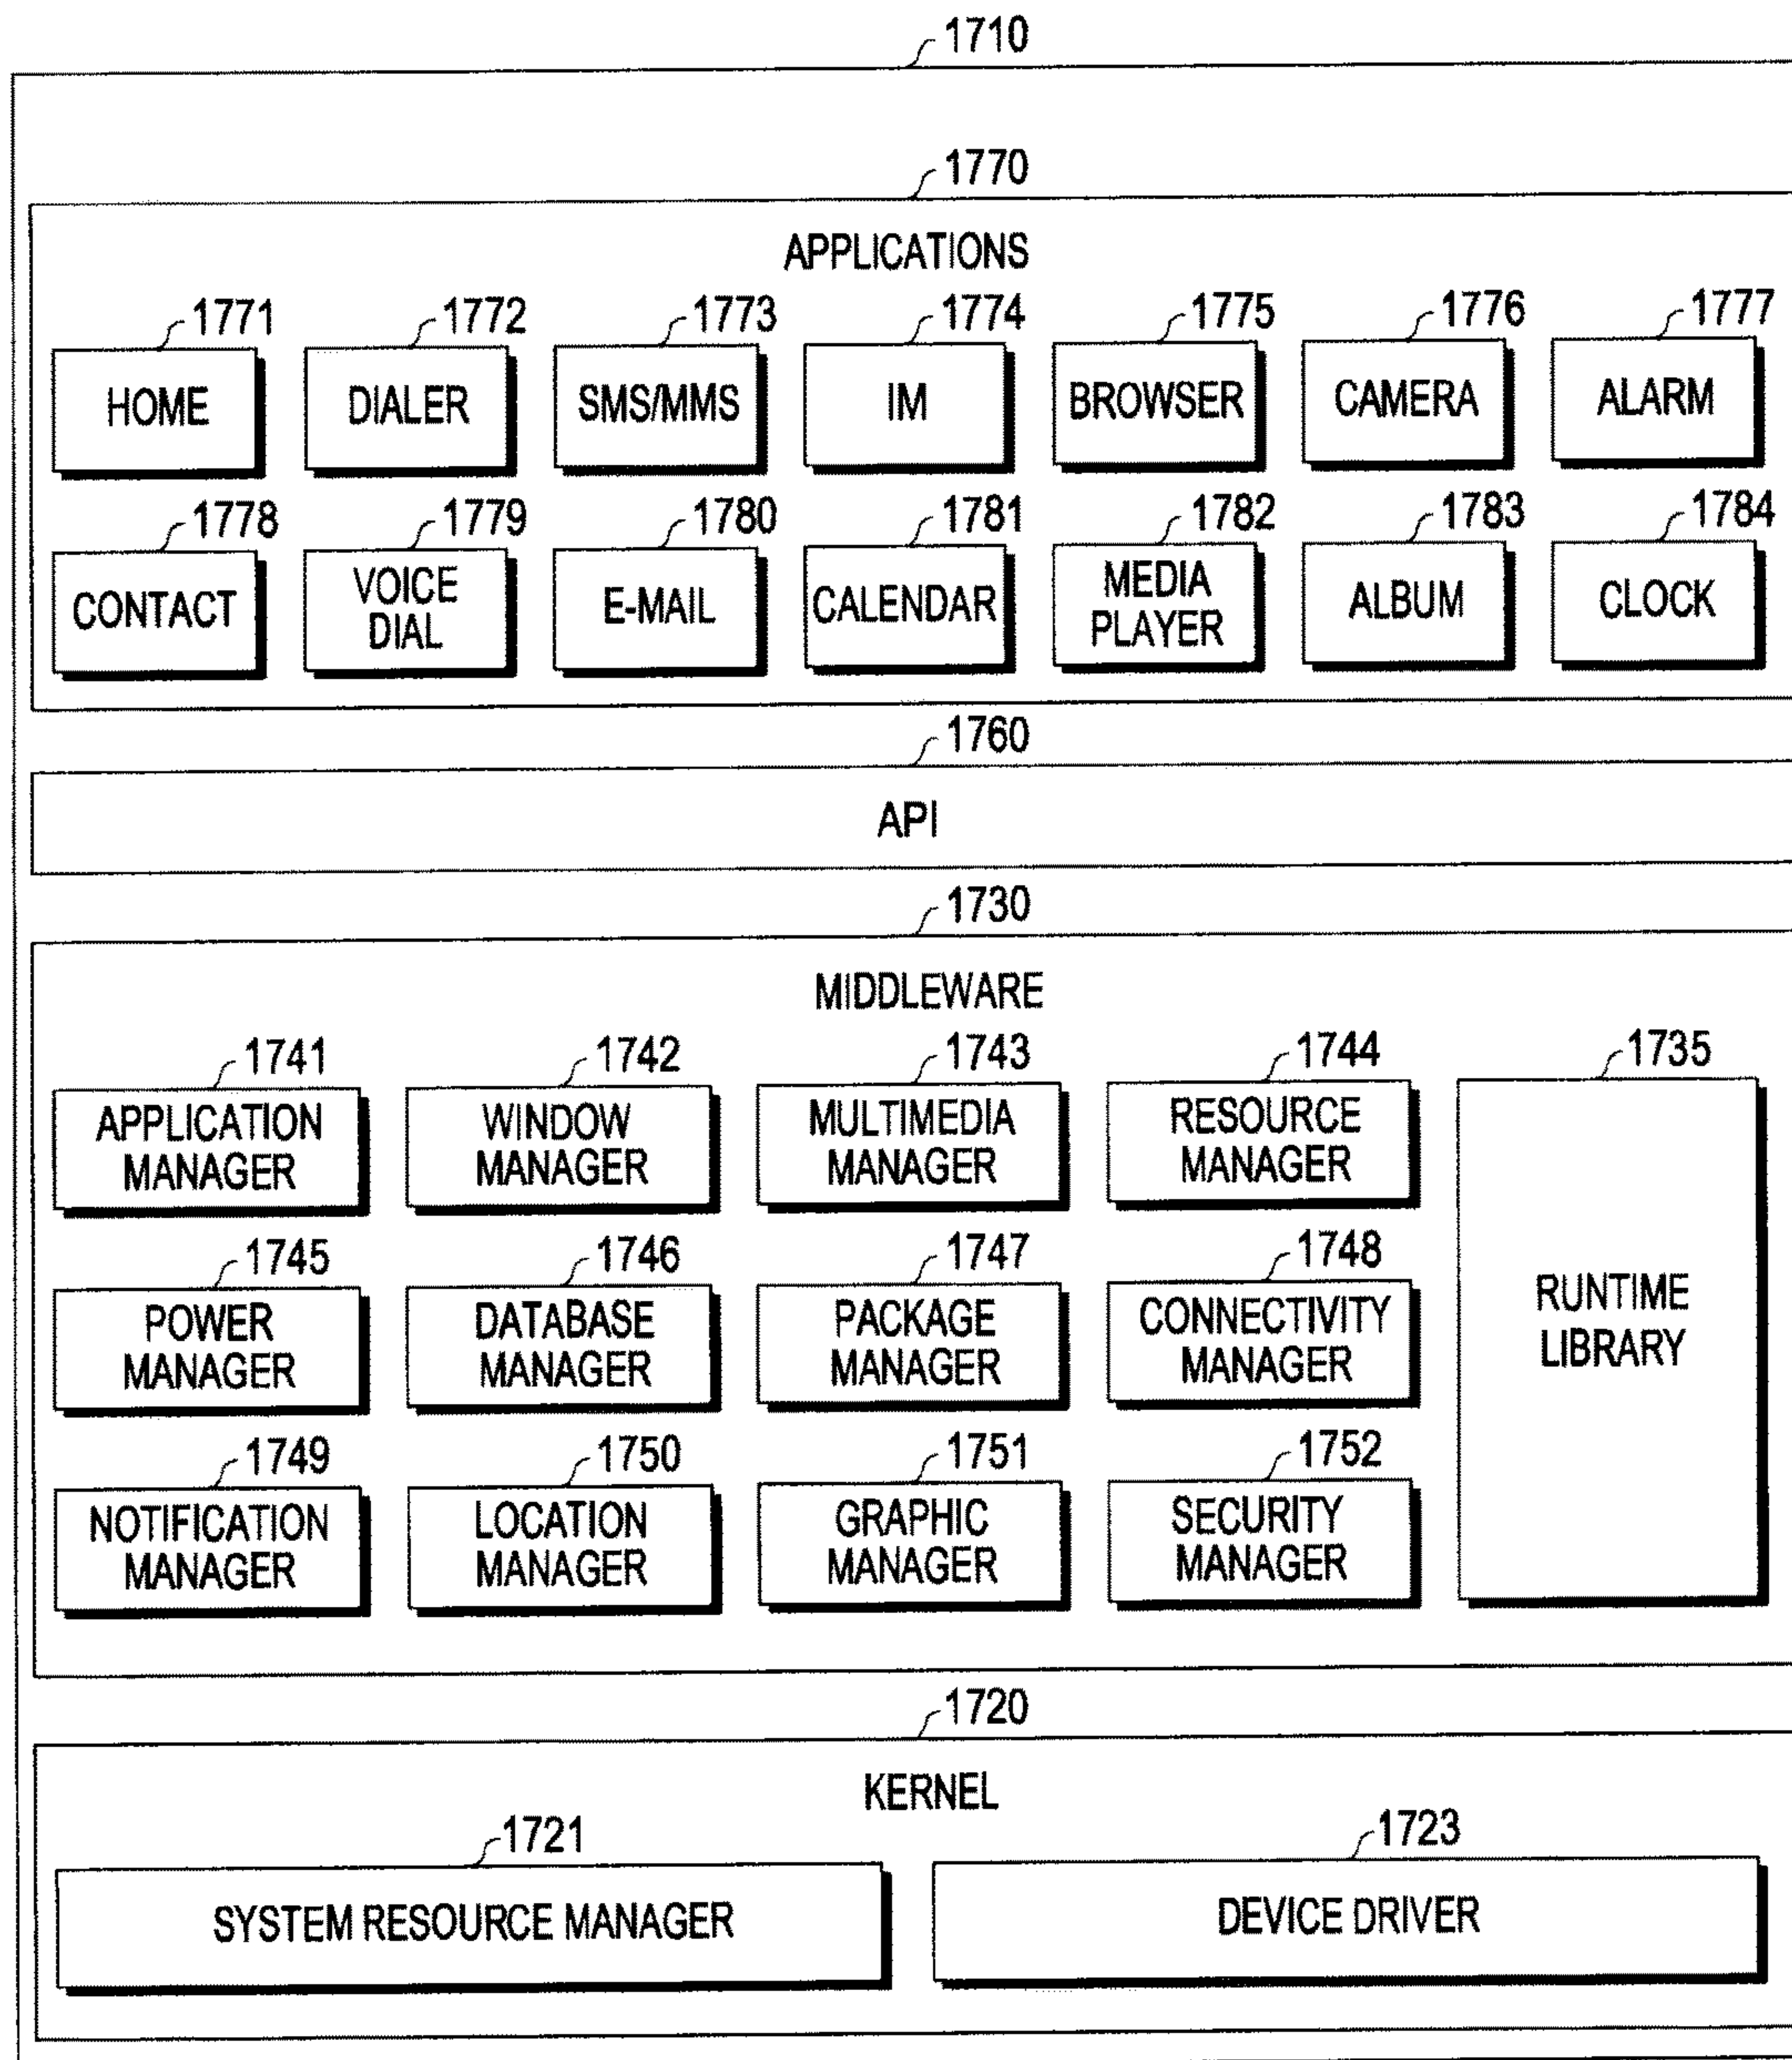 1710
1770
APPLICATIONS
1771 1772 1773 1774 1775 1776 1777
HOME DIALER SMS/MMS IM BROWSER CAMERA ALARM
1778 1779 1780 1781 1782 1783 1784
CONTACT VOICE DIAL E-MAIL CALENDAR MEDIA PLAYER ALBUM CLOCK
1760
API
1730
MIDDLEWARE
1741 1742 1743 1744 1735
APPLICATION MANAGER WINDOW MANAGER MULTIMEDIA MANAGER RESOURCE MANAGER
1745 1746 1747 1748
POWER MANAGER DATABASE MANAGER PACKAGE MANAGER CONNECTIVITY MANAGER RUNTIME LIBRARY
1749 1750 1751 1752
NOTIFICATION MANAGER LOCATION MANAGER GRAPHIC MANAGER SECURITY MANAGER
1720
KERNEL
1721 1723
SYSTEM RESOURCE MANAGER DEVICE DRIVER